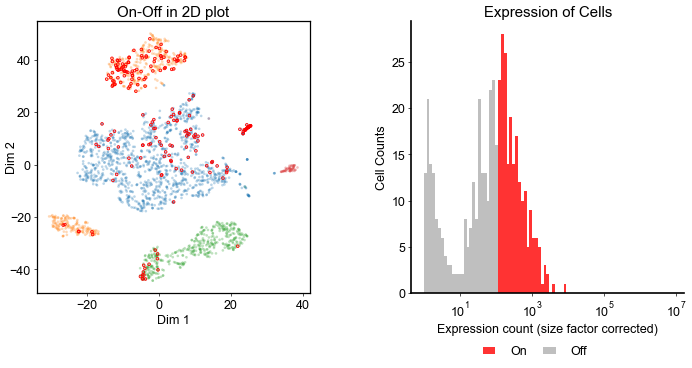 On-Off in 2D plot
Dim 2
40
20
0
−20
−40
−20 0 20 40
Dim 1
Expression of Cells
Cell Counts
25
20
15
10
5
0
10^1 10^3 10^5 10^7
Expression count (size factor corrected)
On Off